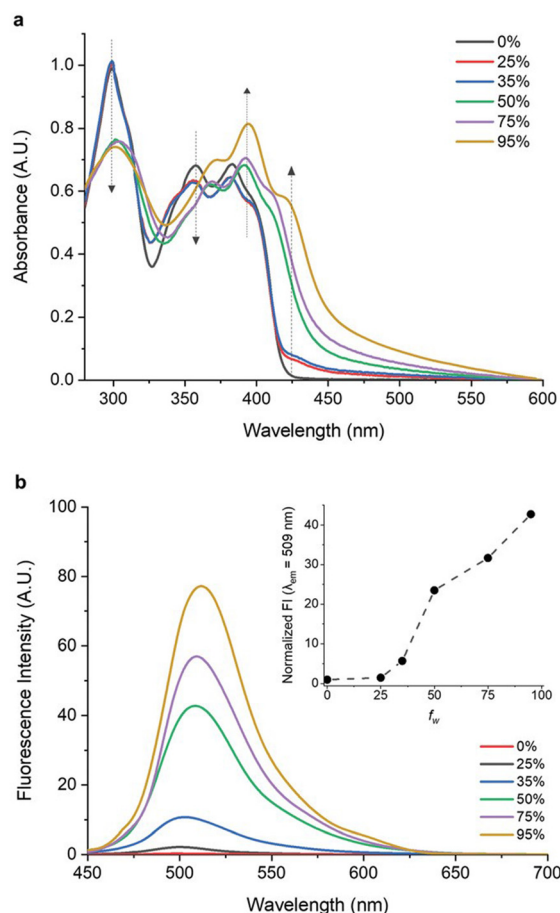 a
1.0
0.8
0.6
0.4
0.2
0.0
Absorbance (A.U.)
0%
25%
35%
50%
75%
95%
300 350 400 450 500 550 600
Wavelength (nm)
b
100
80
60
40
20
0
Fluorescence Intensity (A.U.)
40
30
20
10
0
Normalized FI (λem = 509 nm)
0 25 50 75 100
fw
0%
25%
35%
50%
75%
95%
450 500 550 600 650 700
Wavelength (nm)